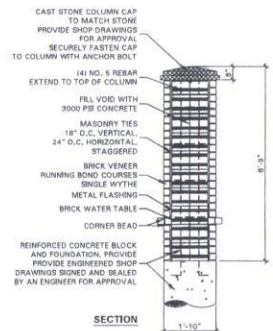 CAST STONE COLUMN CAP
TO MATCH STONE
PROVIDE SHOP DRAWINGS
FOR APPROVAL
SECURELY FASTEN CAP
TO COLUMN WITH ANCHOR BOLT
(4) NO. 5 REBAR
EXTEND TO TOP OF COLUMN
FILL VOID WITH
3000 PSI CONCRETE
MASONRY TIES
18" O.C, VERTICAL,
24" O.C, HORIZONTAL,
STAGGERED
BRICK VENEER
RUNNING BOND COURSES
SINGLE WYTHE
METAL FLASHING
BRICK WATER TABLE
CORNER BEAD
REINFORCED CONCRETE BLOCK
AND FOUNDATION, PROVIDE
PROVIDE ENGINEERED SHOP
DRAWINGS SIGNED AND SEALED
BY AN ENGINEER FOR APPROVAL
SECTION
1'-10"